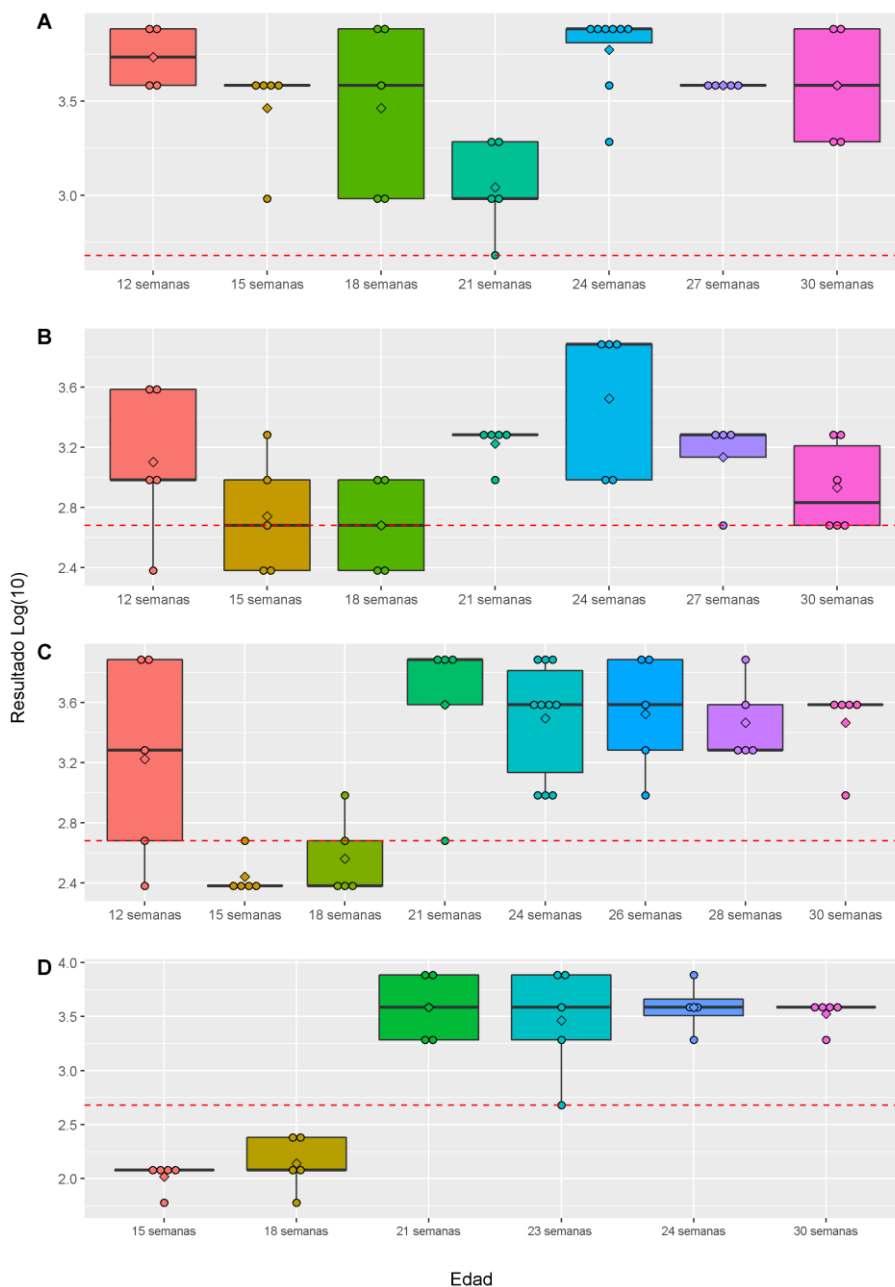 A
3.5
3.0
12 semanas 15 semanas 18 semanas 21 semanas 24 semanas 27 semanas 30 semanas
B
3.6
3.2
2.8
2.4
12 semanas 15 semanas 18 semanas 21 semanas 24 semanas 27 semanas 30 semanas
Resultado Log(10)
C
3.6
3.2
2.8
2.4
12 semanas 15 semanas 18 semanas 21 semanas 24 semanas 26 semanas 28 semanas 30 semanas
D
4.0
3.5
3.0
2.5
2.0
15 semanas 18 semanas 21 semanas 23 semanas 24 semanas 30 semanas
Edad